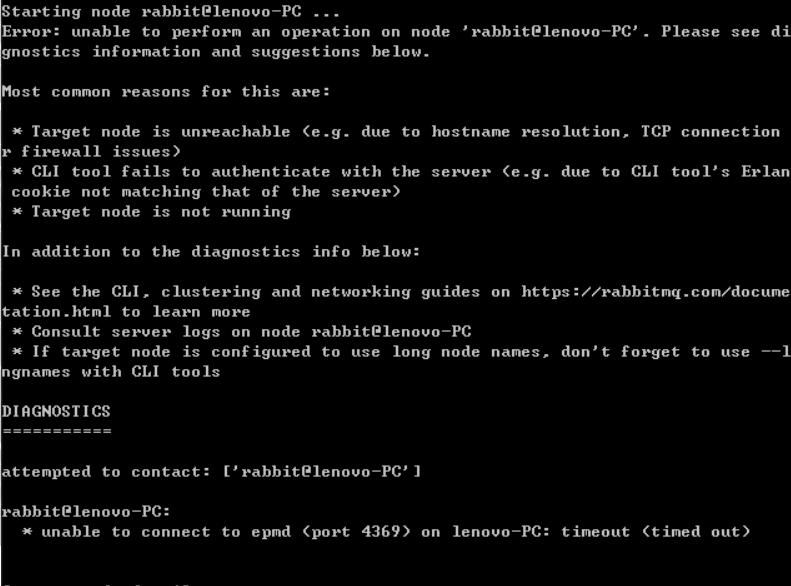 Starting node rabbit@lenovo-PC ...
Error: unable to perform an operation on node 'rabbit@lenovo-PC'. Please see di
gnostics information and suggestions below.
Most common reasons for this are:
* Target node is unreachable (e.g. due to hostname resolution, TCP connection
r firewall issues)
* CLI tool fails to authenticate with the server (e.g. due to CLI tool's Erlan
cookie not matching that of the server)
* Target node is not running
In addition to the diagnostics info below:
* See the CLI, clustering and networking guides on https://rabbitmq.com/docume
tation.html to learn more
* Consult server logs on node rabbit@lenovo-PC
* If target node is configured to use long node names, don't forget to use --l
ngnames with CLI tools
DIAGNOSTICS
===========
attempted to contact: ['rabbit@lenovo-PC']
rabbit@lenovo-PC:
* unable to connect to epmd (port 4369) on lenovo-PC: timeout (timed out)